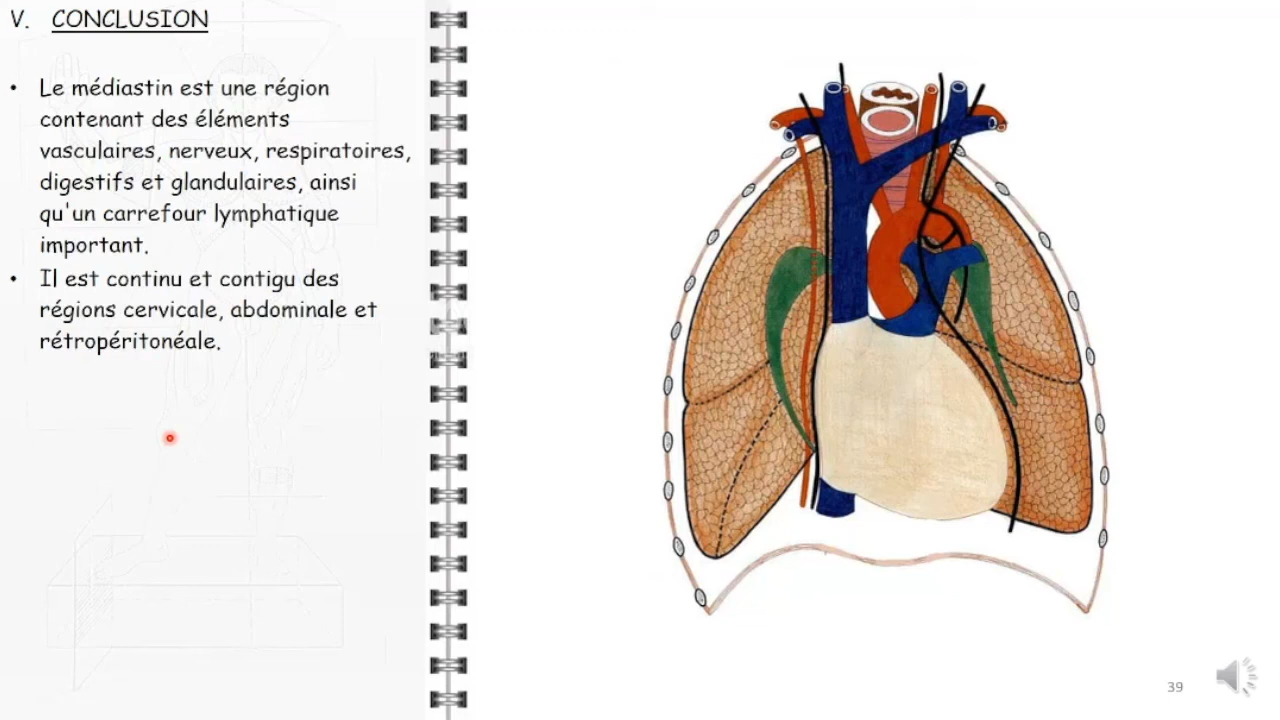 V. CONCLUSION
• Le médiastin est une région
contenant des éléments
vasculaires, nerveux, respiratoires,
digestifs et glandulaires, ainsi
qu'un carrefour lymphatique
important.
• Il est continu et contigu des
régions cervicale, abdominale et
rétropéritonéale.
39